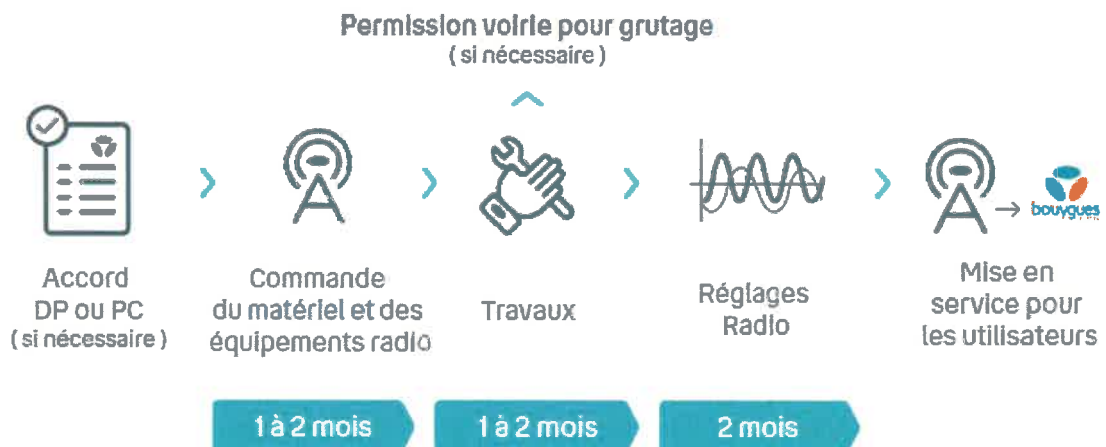 Permission voirie pour grutage
( si nécessaire )
Accord
DP ou PC
( si nécessaire )
Commande
du matériel et des
équipements radio
Travaux
Réglages
Radio
bouygues
Mise en
service pour
les utilisateurs
1 à 2 mois
1 à 2 mois
2 mois